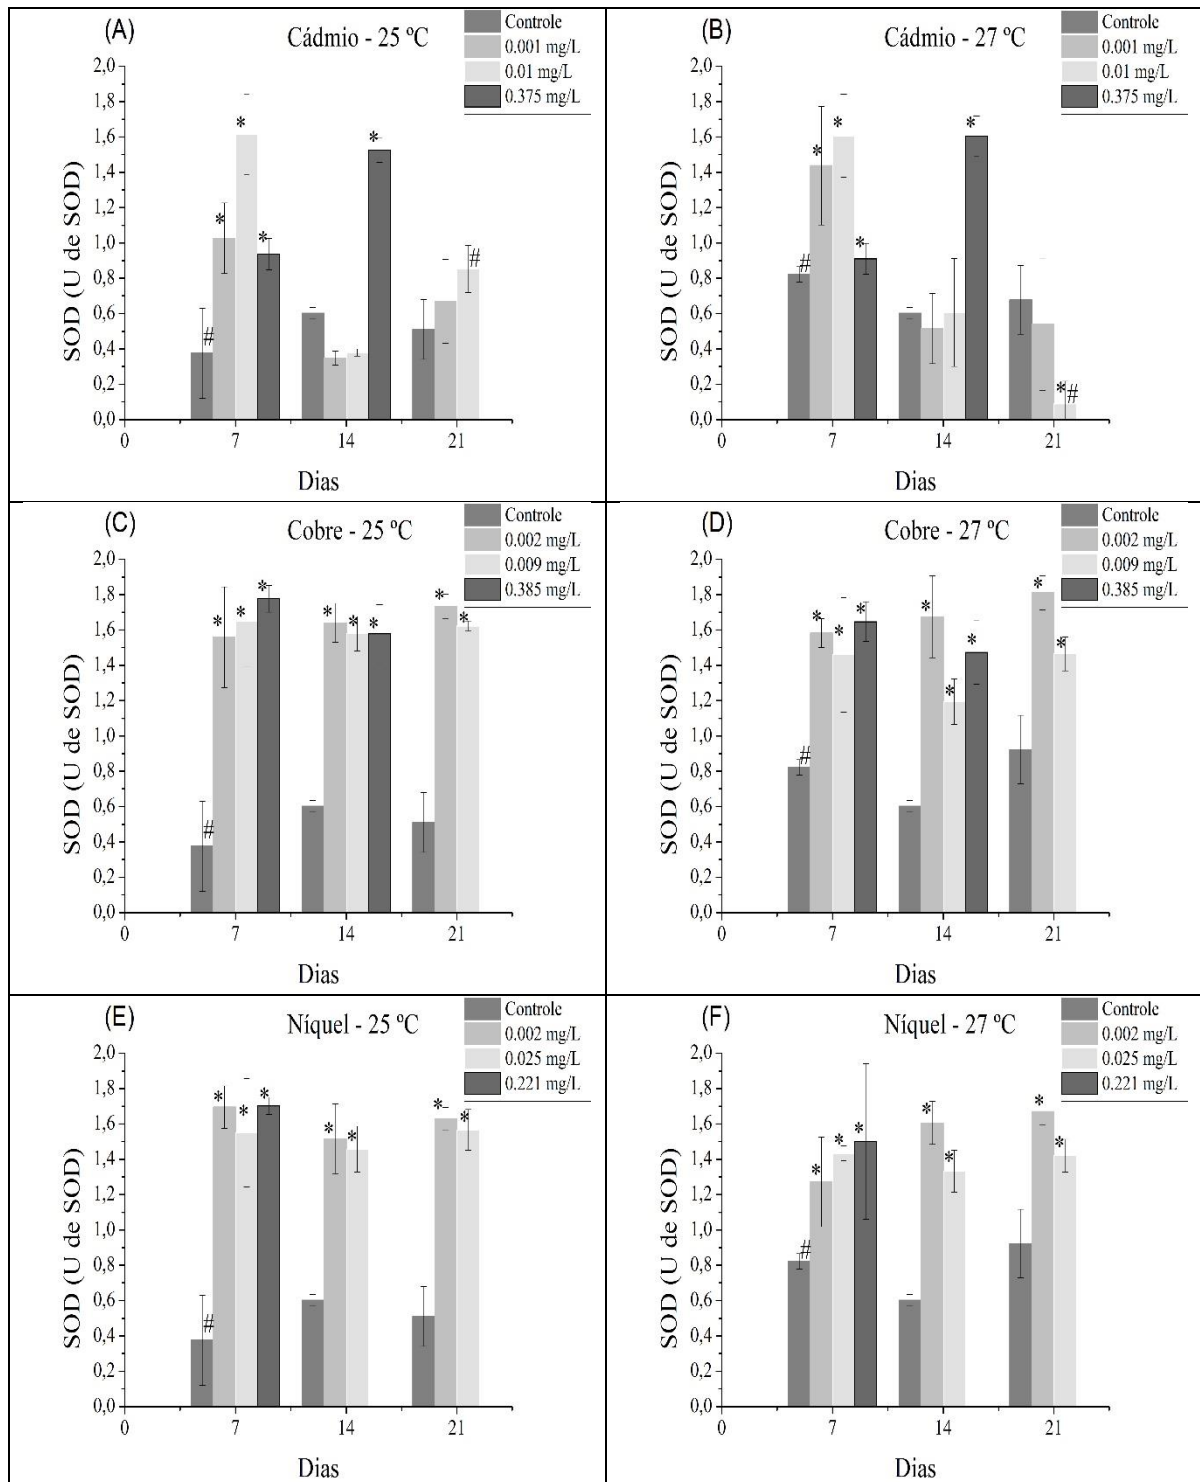 (A)
Cádmio - 25 ºC
Controle
0.001 mg/L
0.01 mg/L
0.375 mg/L
SOD (U de SOD)
2,0
1,8
1,6
1,4
1,2
1,0
0,8
0,6
0,4
0,2
0,0
* * * * # #
0 7 14 21
Dias
(B)
Cádmio - 27 ºC
Controle
0.001 mg/L
0.01 mg/L
0.375 mg/L
SOD (U de SOD)
2,0
1,8
1,6
1,4
1,2
1,0
0,8
0,6
0,4
0,2
0,0
# * * * * * #
0 7 14 21
Dias
(C)
Cobre - 25 ºC
Controle
0.002 mg/L
0.009 mg/L
0.385 mg/L
SOD (U de SOD)
2,0
1,8
1,6
1,4
1,2
1,0
0,8
0,6
0,4
0,2
0,0
# * * * * * * * *
0 7 14 21
Dias
(D)
Cobre - 27 ºC
Controle
0.002 mg/L
0.009 mg/L
0.385 mg/L
SOD (U de SOD)
2,0
1,8
1,6
1,4
1,2
1,0
0,8
0,6
0,4
0,2
0,0
# * * * * * * * *
0 7 14 21
Dias
(E)
Níquel - 25 ºC
Controle
0.002 mg/L
0.025 mg/L
0.221 mg/L
SOD (U de SOD)
2,0
1,8
1,6
1,4
1,2
1,0
0,8
0,6
0,4
0,2
0,0
# * * * * * * *
0 7 14 21
Dias
(F)
Níquel - 27 ºC
Controle
0.002 mg/L
0.025 mg/L
0.221 mg/L
SOD (U de SOD)
2,0
1,8
1,6
1,4
1,2
1,0
0,8
0,6
0,4
0,2
0,0
# * * * * * * *
0 7 14 21
Dias